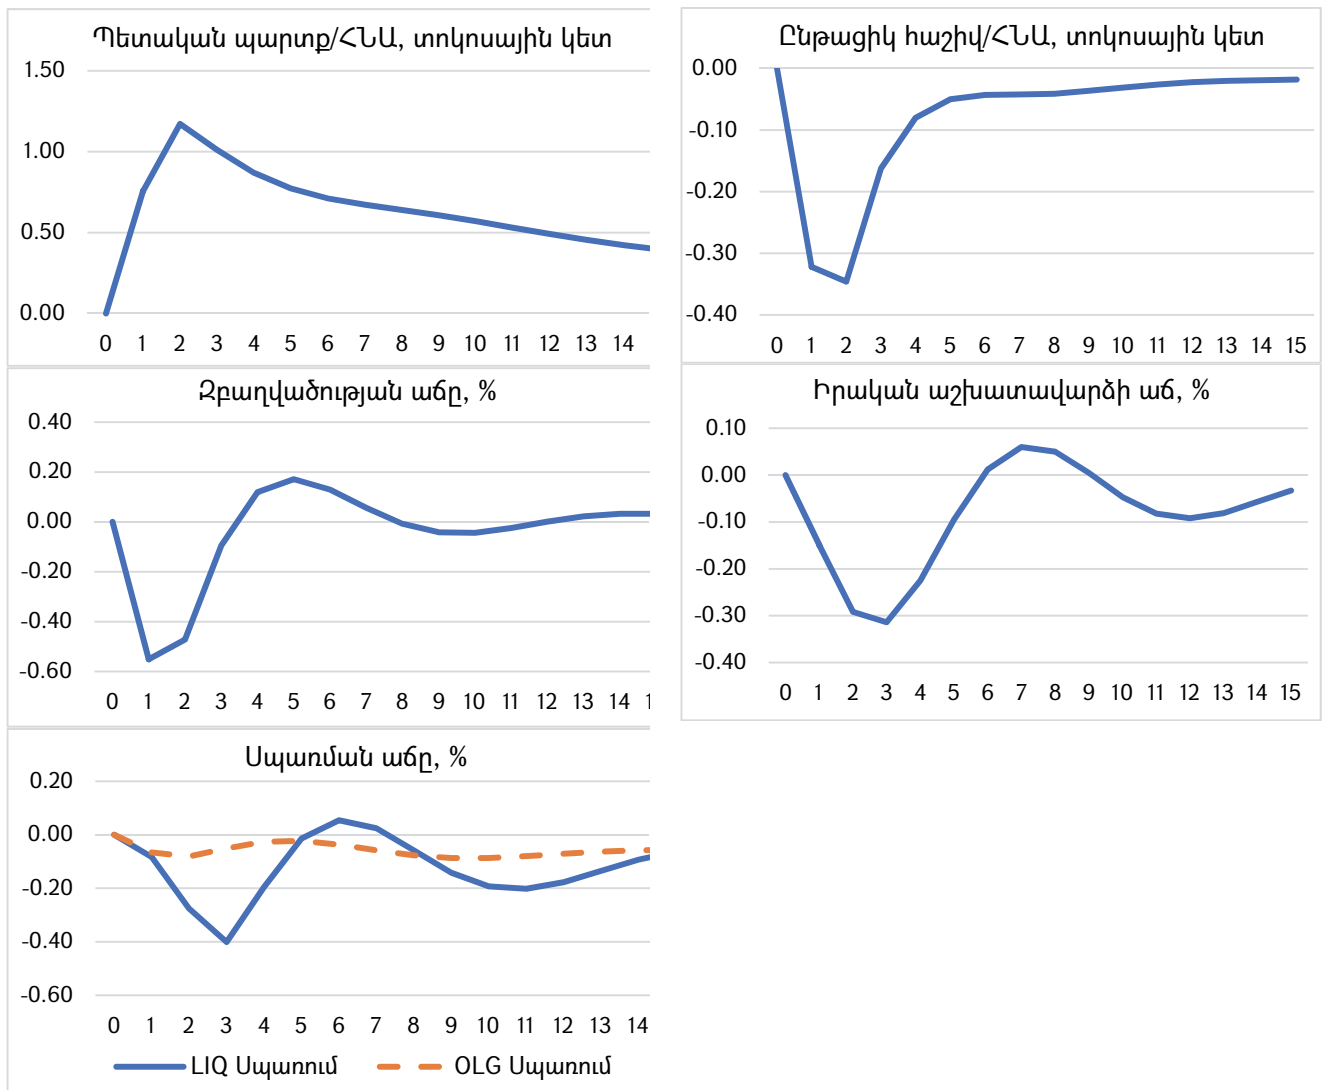 Պետական պարտք/ՀՆԱ, տոկոսային կետ
1.50
1.00
0.50
0.00
0 1 2 3 4 5 6 7 8 9 10 11 12 13 14
Ընթացիկ հաշիվ/ՀՆԱ, տոկոսային կետ
0.00
-0.10
-0.20
-0.30
-0.40
0 1 2 3 4 5 6 7 8 9 10 11 12 13 14 15
Զբաղվածության աճը, %
0.40
0.20
0.00
-0.20
-0.40
-0.60
0 1 2 3 4 5 6 7 8 9 10 11 12 13 14 1
Իրական աշխատավարձի աճ, %
0.10
0.00
-0.10
-0.20
-0.30
-0.40
0 1 2 3 4 5 6 7 8 9 10 11 12 13 14 15
Սպառման աճը, %
0.20
0.00
-0.20
-0.40
-0.60
0 1 2 3 4 5 6 7 8 9 10 11 12 13 14
LIQ Սպառում OLG Սպառում